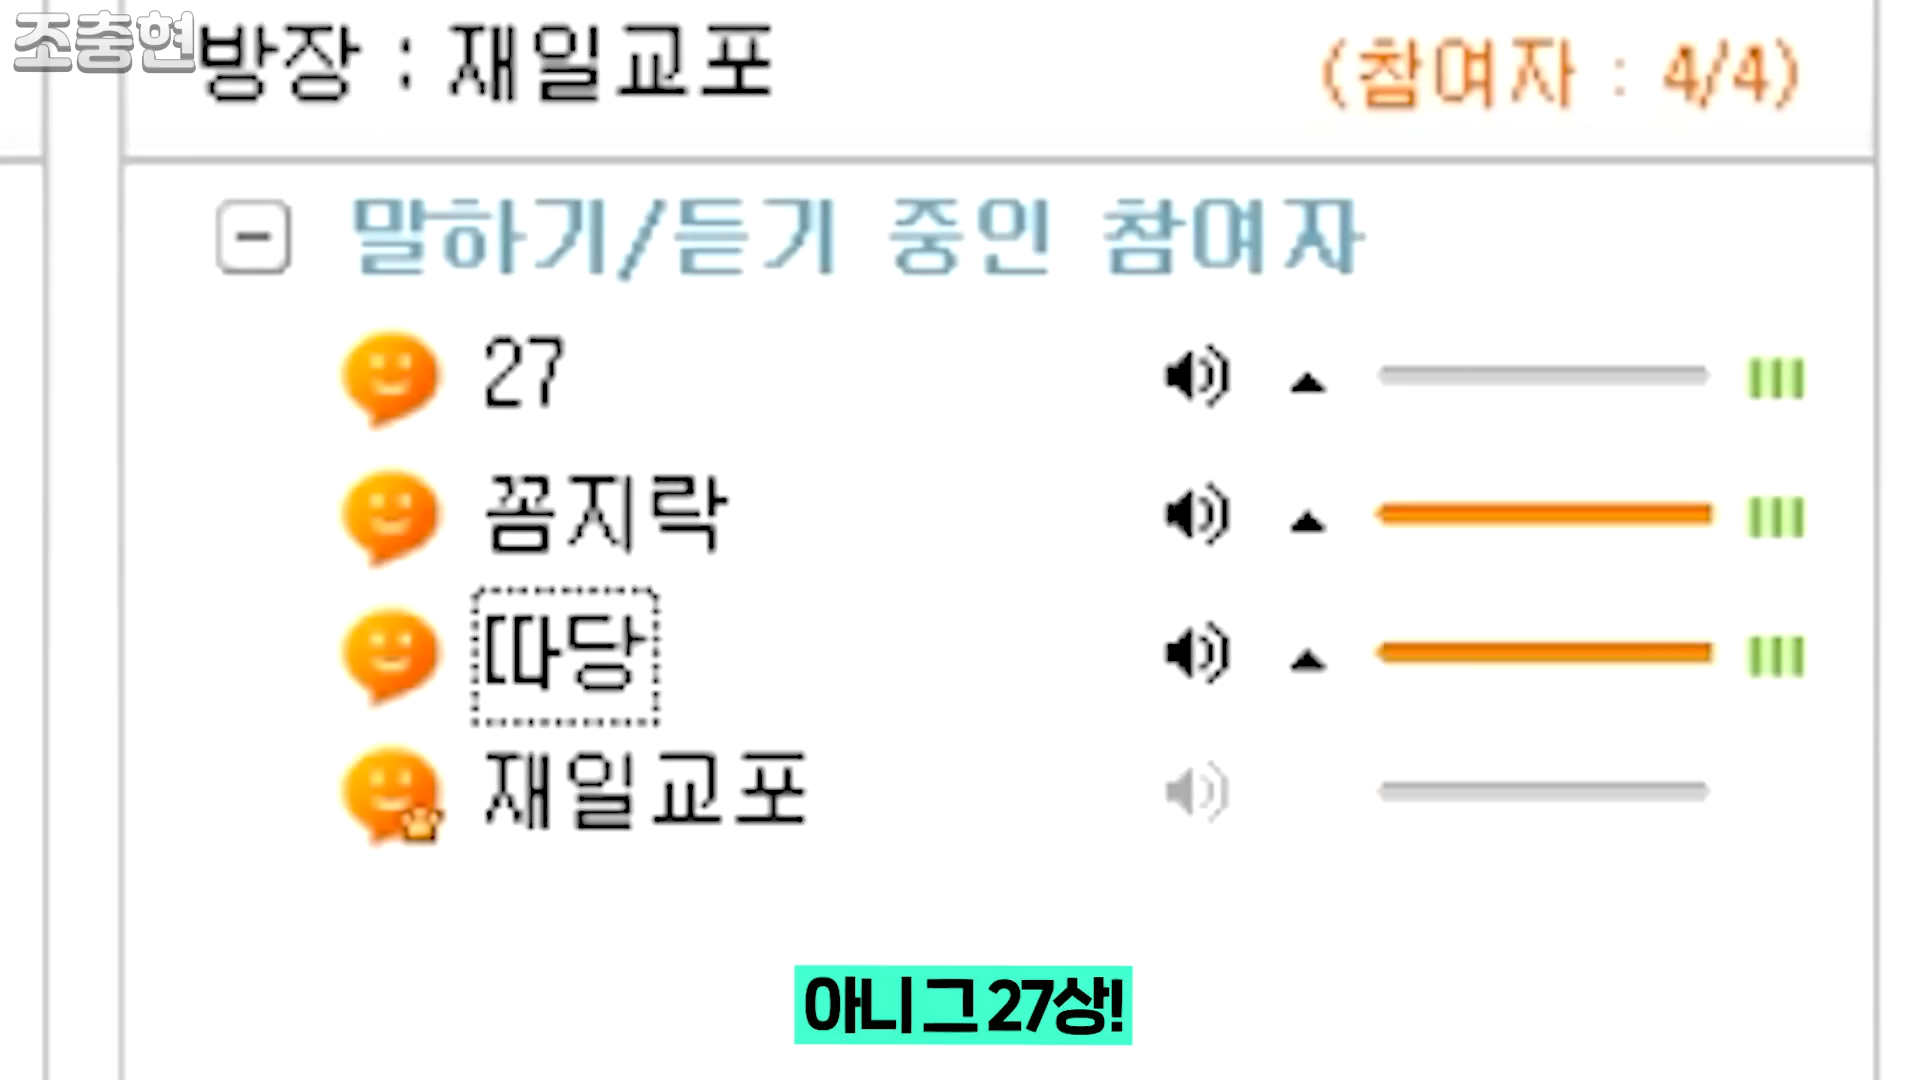 조충현
방장 : 재일교포
(참여자 : 4/4)
말하기/듣기 중인 참여자
27
꼼지락
따당
재일교포
아니 그 27상!